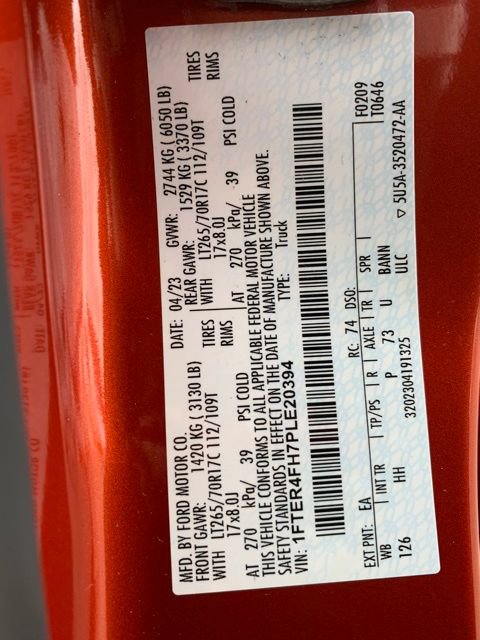 MFD. BY FORD MOTOR CO.
DATE: 04/23 GVWR: 2744 KG ( 6050 LB)
FRONT GAWR: 1420 KG ( 3130 LB) REAR GAWR: 1529 KG ( 3370 LB)
WITH LT265/70R17C 112/109T TIRES WITH LT265/70R17C 112/109T TIRES
17x8.0J RIMS 17x8.0J RIMS
AT 270 kPa/ 39 PSI COLD AT 270 kPa/ 39 PSI COLD
THIS VEHICLE CONFORMS TO ALL APPLICABLE FEDERAL MOTOR VEHICLE
SAFETY STANDARDS IN EFFECT ON THE DATE OF MANUFACTURE SHOWN ABOVE.
VIN: 1FTER4FH7PLE20394 TYPE: Truck
F0209
T0646
EXT PNT: EA RC: 74 DSO:
WB INT TR TP/PS R AXLE TR SPR
126 HH P 73 U BANN
ULC
3202304191325 ▽ 5U5A-3520472-AA